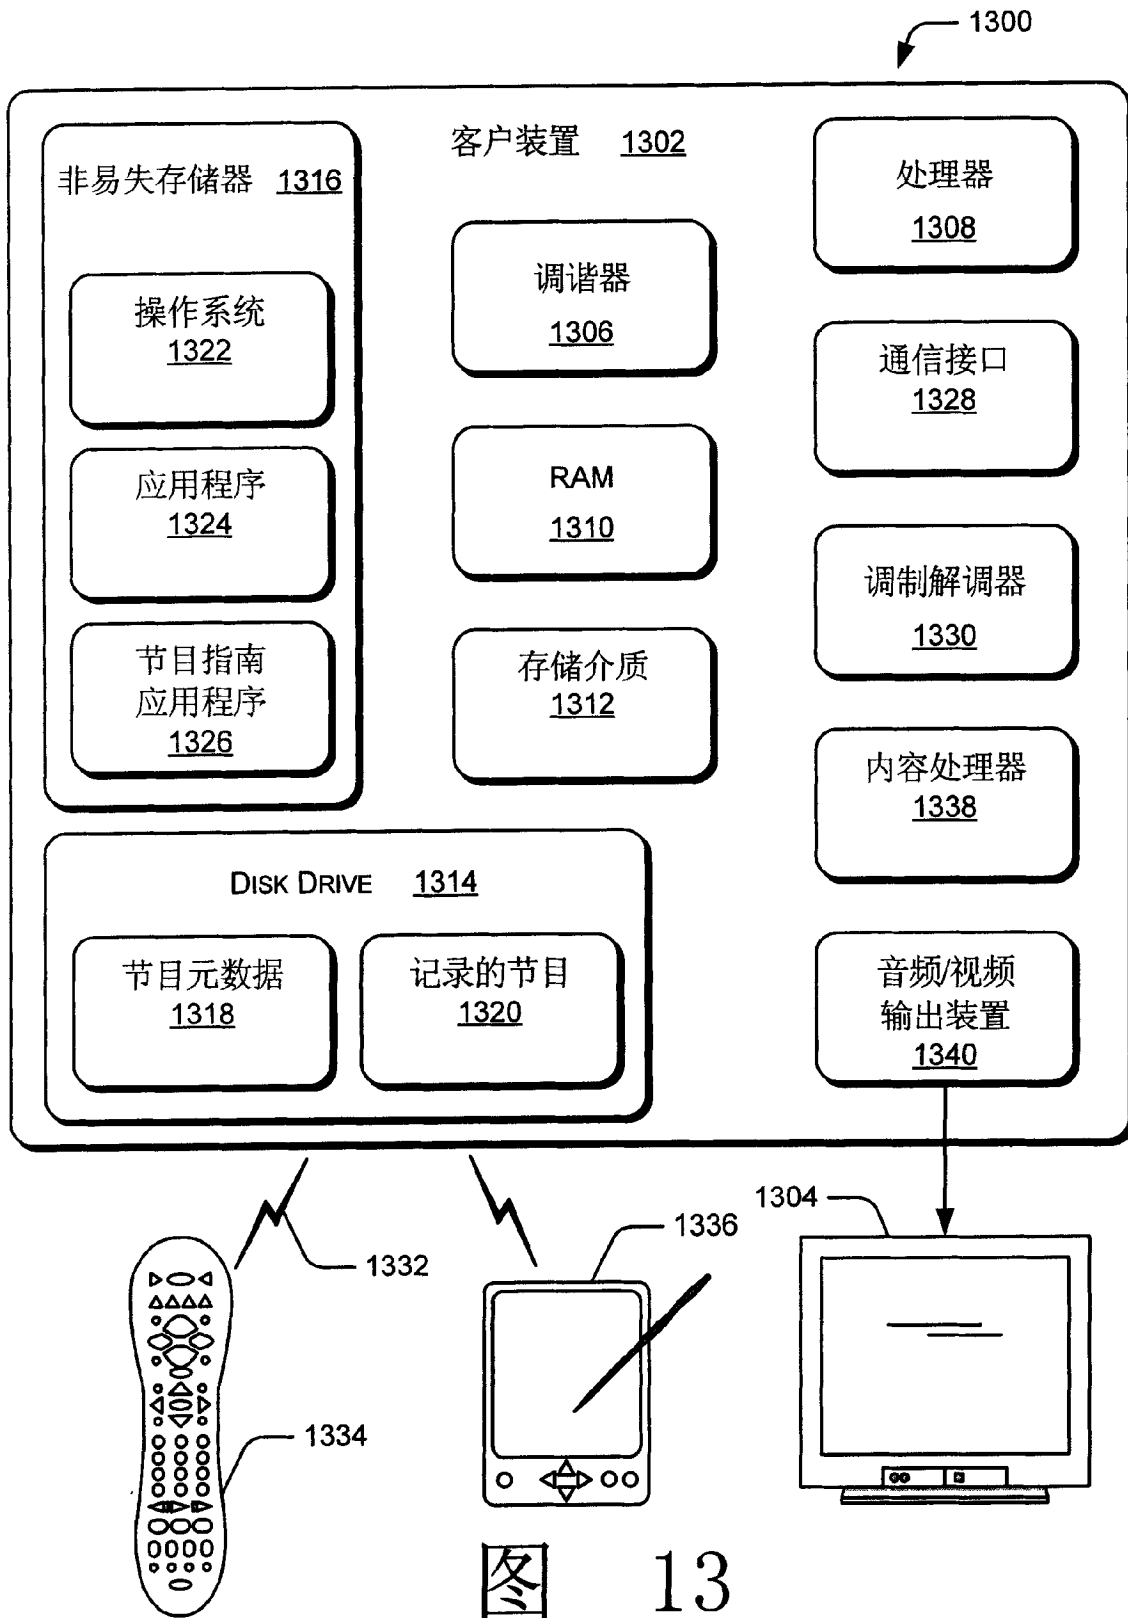 1300
客户装置 1302
非易失存储器 1316
操作系统
1322
应用程序
1324
节目指南
应用程序
1326
调谐器
1306
RAM
1310
存储介质
1312
处理器
1308
通信接口
1328
调制解调器
1330
内容处理器
1338
音频/视频
输出装置
1340
DISK DRIVE 1314
节目元数据
1318
记录的节目
1320
1332
1334
1336
1304
图 13